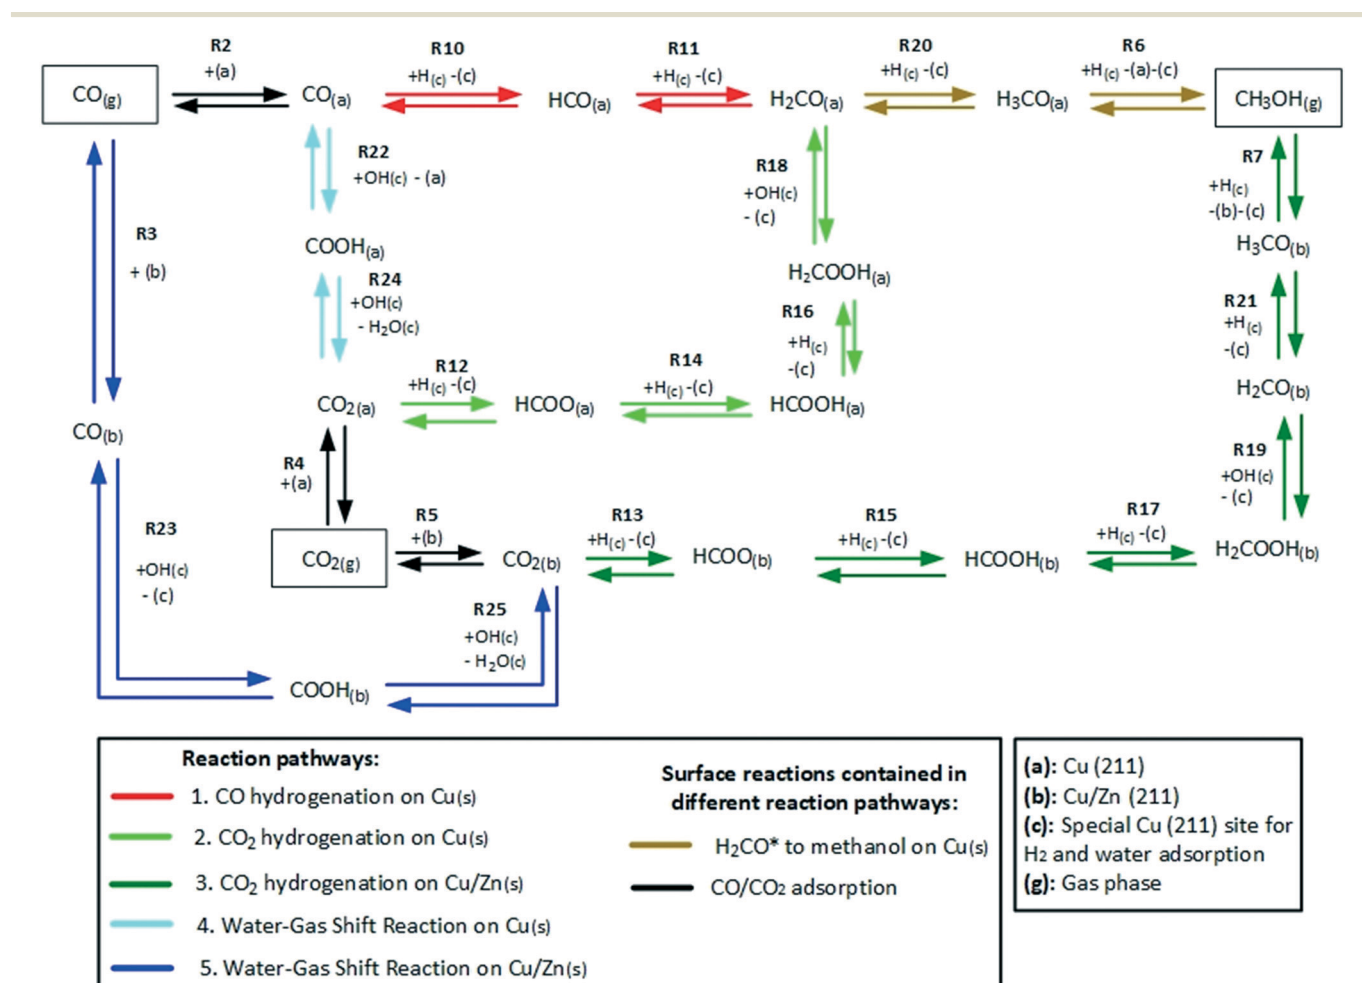 R2
+(a)
R10
+H(c) -(c)
R11
+H(c) -(c)
R20
+H(c) -(c)
R6
+H(c) -(a)-(c)
CO(g)
CO(a)
HCO(a)
H2CO(a)
H3CO(a)
CH3OH(g)
R22
+OH(c) - (a)
R18
+OH(c)
- (c)
R7
+H(c)
-(b)-(c)
R3
+ (b)
COOH(a)
H2COOH(a)
H3CO(b)
R24
+OH(c)
- H2O(c)
R16
+H(c)
-(c)
R21
+H(c)
-(c)
R12
+H(c) -(c)
R14
+H(c) -(c)
CO2(a)
HCOO(a)
HCOOH(a)
H2CO(b)
CO(b)
R4
+(a)
R19
+OH(c)
- (c)
R23
+OH(c)
- (c)
R5
+(b)
R13
+H(c) -(c)
R15
+H(c) -(c)
R17
+H(c) -(c)
CO2(g)
CO2(b)
HCOO(b)
HCOOH(b)
H2COOH(b)
R25
+OH(c)
- H2O(c)
COOH(b)
Reaction pathways:
1. CO hydrogenation on Cu(s)
2. CO2 hydrogenation on Cu(s)
3. CO2 hydrogenation on Cu/Zn(s)
4. Water-Gas Shift Reaction on Cu(s)
5. Water-Gas Shift Reaction on Cu/Zn(s)
Surface reactions contained in
different reaction pathways:
H2CO* to methanol on Cu(s)
CO/CO2 adsorption
(a): Cu (211)
(b): Cu/Zn (211)
(c): Special Cu (211) site for
H2 and water adsorption
(g): Gas phase